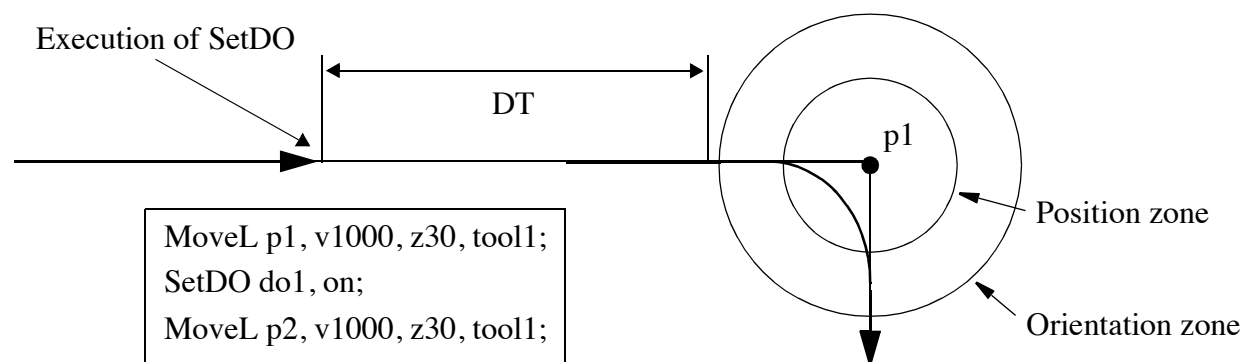 Execution of SetDO
DT
p1
Position zone
MoveL p1, v1000, z30, tool1;
SetDO do1, on;
MoveL p2, v1000, z30, tool1;
Orientation zone